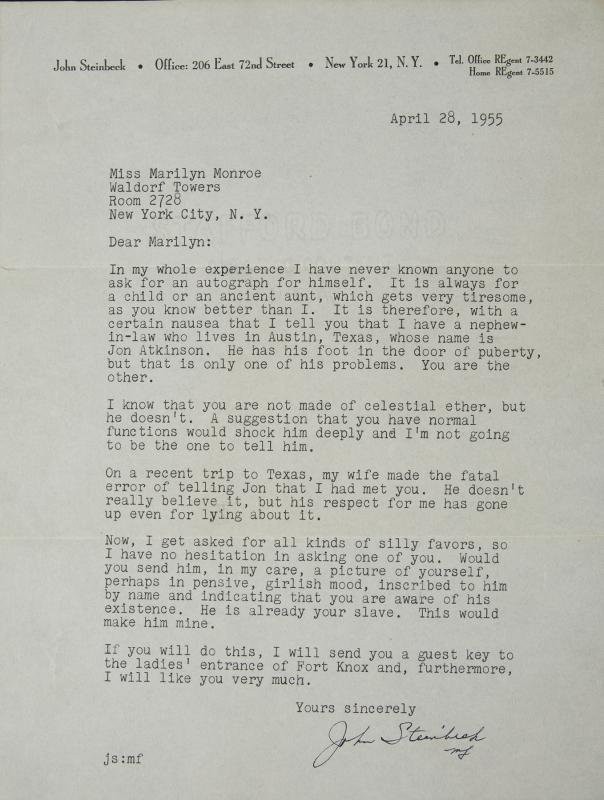 John Steinbeck • Office: 206 East 72nd Street • New York 21, N. Y. • Tel. Office REgent 7-3442
Home REgent 7-5515
April 28, 1955
Miss Marilyn Monroe
Waldorf Towers
Room 2728
New York City, N. Y.
Dear Marilyn:
In my whole experience I have never known anyone to
ask for an autograph for himself. It is always for
a child or an ancient aunt, which gets very tiresome,
as you know better than I. It is therefore, with a
certain nausea that I tell you that I have a nephew-
in-law who lives in Austin, Texas, whose name is
Jon Atkinson. He has his foot in the door of puberty,
but that is only one of his problems. You are the
other.
I know that you are not made of celestial ether, but
he doesn't. A suggestion that you have normal
functions would shock him deeply and I'm not going
to be the one to tell him.
On a recent trip to Texas, my wife made the fatal
error of telling Jon that I had met you. He doesn't
really believe it, but his respect for me has gone
up even for lying about it.
Now, I get asked for all kinds of silly favors, so
I have no hesitation in asking one of you. Would
you send him, in my care, a picture of yourself,
perhaps in pensive, girlish mood, inscribed to him
by name and indicating that you are aware of his
existence. He is already your slave. This would
make him mine.
If you will do this, I will send you a guest key to
the ladies' entrance of Fort Knox and, furthermore,
I will like you very much.
Yours sincerely
John Steinbeck
mf
js:mf